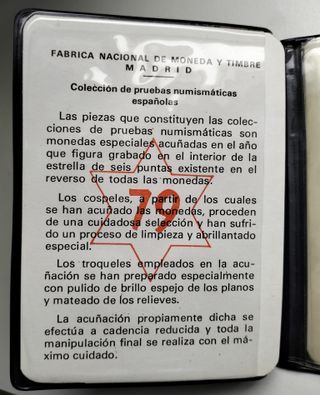 FABRICA NACIONAL DE MONEDA Y TIMBRE
MADRID
Colección de pruebas numismáticas
españolas
Las piezas que constituyen las colec-
ciones de pruebas numismáticas son
monedas especiales acuñadas en el año
que figura grabado en el interior de la
estrella de seis puntas existente en el
reverso de todas las monedas.
Los cospeles, a partir de los cuales
se han acuñado las monedas, proceden
de una cuidadosa selección y han sufri-
do un proceso de limpieza y abrillantado
especial.
79
Los troqueles empleados en la acu-
ñación se han preparado especialmente
con pulido de brillo espejo de los planos
y mateado de los relieves.
La acuñación propiamente dicha se
efectúa a cadencia reducida y toda la
manipulación final se realiza con el má-
ximo cuidado.